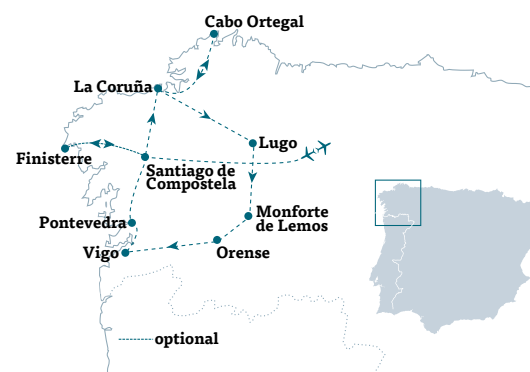 Cabo Ortegal
La Coruña
Lugo
Finisterre
Santiago de
Compostela
Pontevedra
Monforte
de Lemos
Vigo
Orense
optional